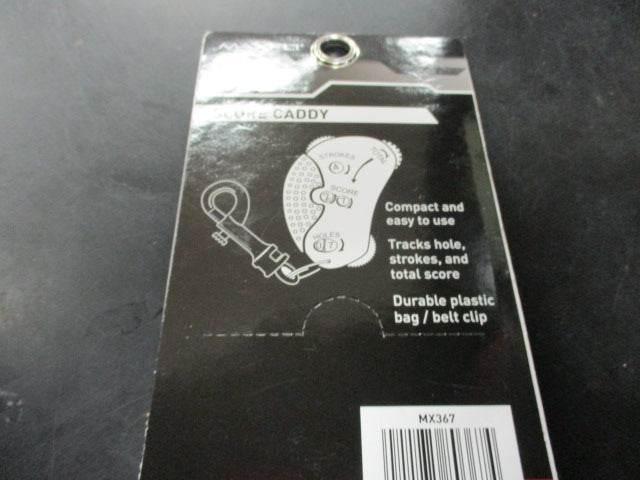 SCORE CADDY
STROKES
TOTAL
SCORE
HOLES
Compact and
easy to use
Tracks hole,
strokes, and
total score
Durable plastic
bag / belt clip
MX367